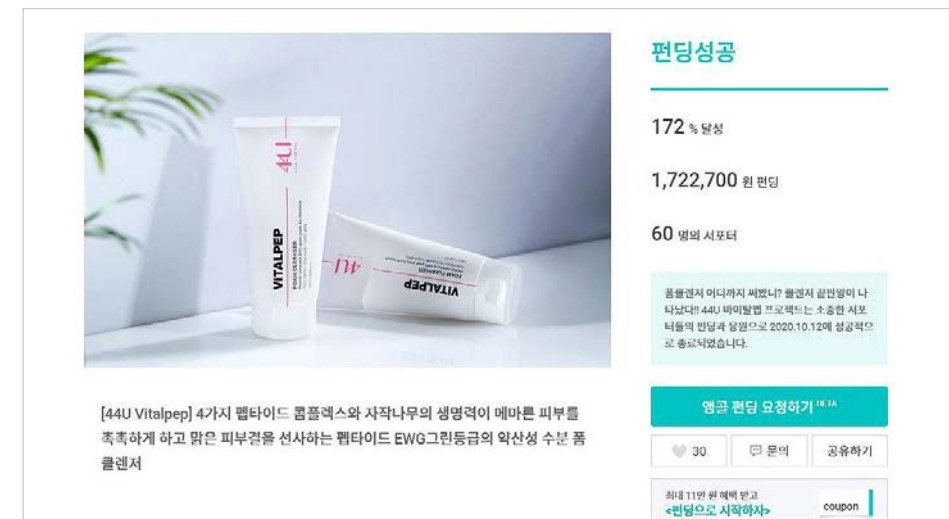 펀딩성공
172 % 달성
1,722,700 원 펀딩
60 명의 서포터
44U
VITALPEP
FOAM CLEANSER
44U
VITALPEP
FOAM CLEANSER
폼클렌저 어디까지 써봤니? 클렌저 끝판왕이 나
타났다!! 44U 바이탈펩 프로젝트는 소중한 서포
터들의 펀딩과 응원으로 2020.10.12에 성공적으
로 종료되었습니다.
[44U Vitalpep] 4가지 펩타이드 콤플렉스와 자작나무의 생명력이 메마른 피부를
촉촉하게 하고 맑은 피부결을 선사하는 펩타이드 EWG그린등급의 약산성 수분 폼
클렌저
앵콜 펀딩 요청하기 BETA
30 문의 공유하기
최대 11만 원 혜택 받고
<펀딩으로 시작하자>
coupon